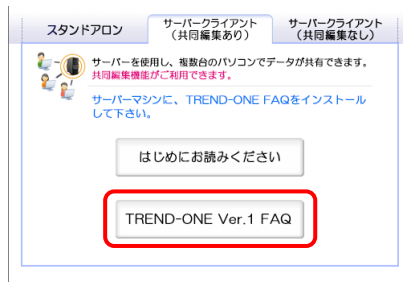 スタンドアロン
サーバークライアント
（共同編集あり）
サーバークライアント
（共同編集なし）
サーバーを使用し、複数台のパソコンでデータが共有できます。
共同編集機能がご利用できます。
サーバーマシンに、TREND-ONE FAQをインストール
して下さい。
はじめにお読みください
TREND-ONE Ver.1 FAQ